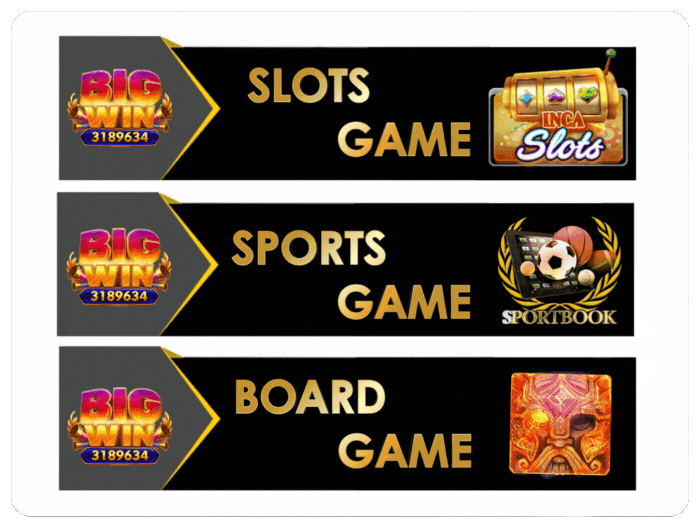 BIG
WIN
3189634
SLOTS
GAME
INCA
Slots
BIG
WIN
3189634
SPORTS
GAME
SPORTBOOK
BIG
WIN
3189634
BOARD
GAME